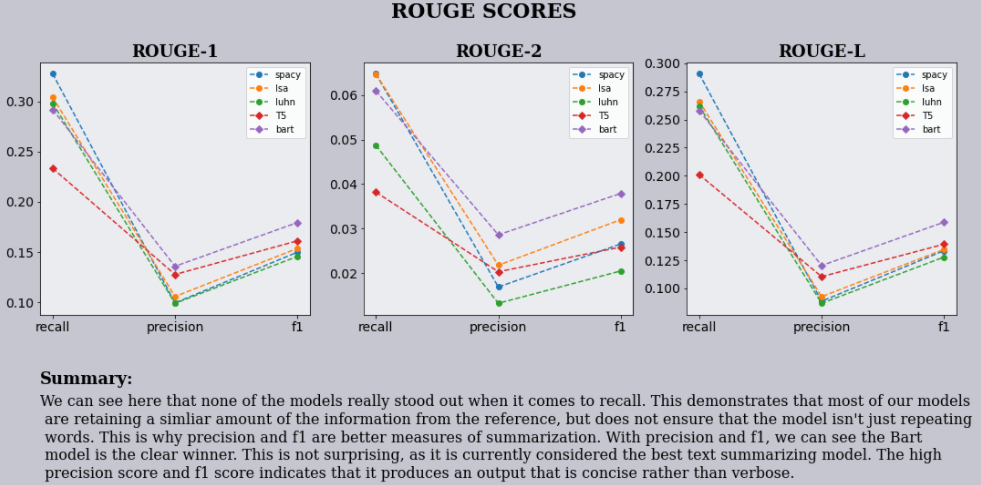 ROUGE SCORES
ROUGE-1
0.30
0.25
0.20
0.15
0.10
recall
precision
f1
spacy
lsa
luhn
T5
bart
ROUGE-2
0.06
0.05
0.04
0.03
0.02
recall
precision
f1
spacy
lsa
luhn
T5
bart
ROUGE-L
0.300
0.275
0.250
0.225
0.200
0.175
0.150
0.125
0.100
recall
precision
f1
spacy
lsa
luhn
T5
bart
Summary:
We can see here that none of the models really stood out when it comes to recall. This demonstrates that most of our models
are retaining a simliar amount of the information from the reference, but does not ensure that the model isn't just repeating
words. This is why precision and f1 are better measures of summarization. With precision and f1, we can see the Bart
model is the clear winner. This is not surprising, as it is currently considered the best text summarizing model. The high
precision score and f1 score indicates that it produces an output that is concise rather than verbose.